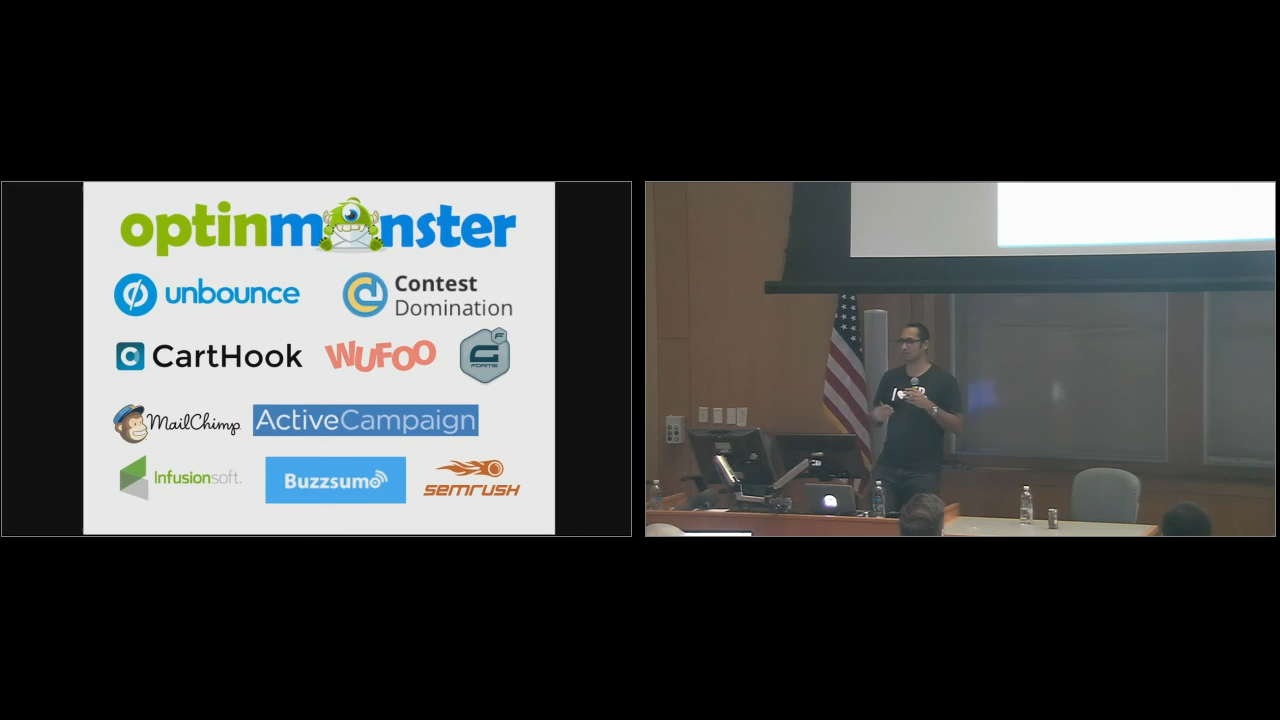 optinmonster
unbounce
Contest
Domination
CartHook
WUFOO
G
F
FORMS
MailChimp
ActiveCampaign
Infusionsoft.
Buzzsumo
SEMRUSH